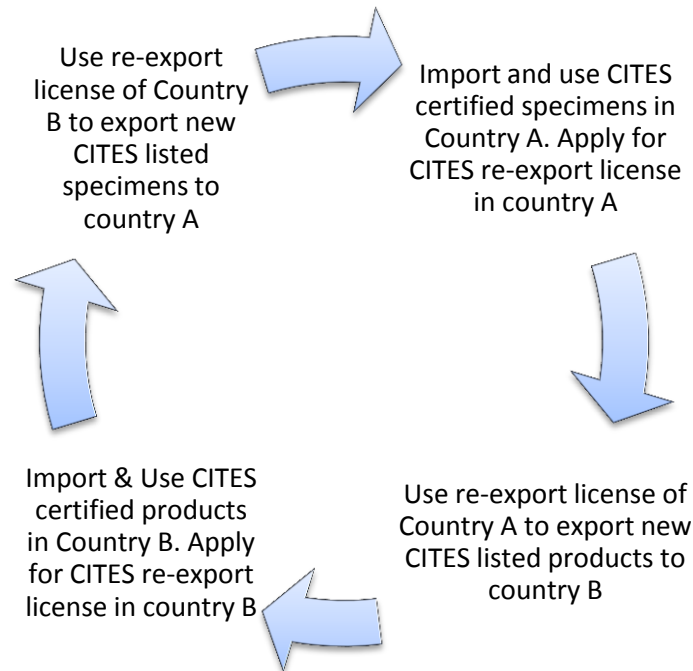 Use re-export
license of Country
B to export new
CITES listed
specimens to
country A
Import and use CITES
certified specimens in
Country A. Apply for
CITES re-export license
in country A
Use re-export license of
Country A to export new
CITES listed products to
country B
Import & Use CITES
certified products
in Country B. Apply
for CITES re-export
license in country B